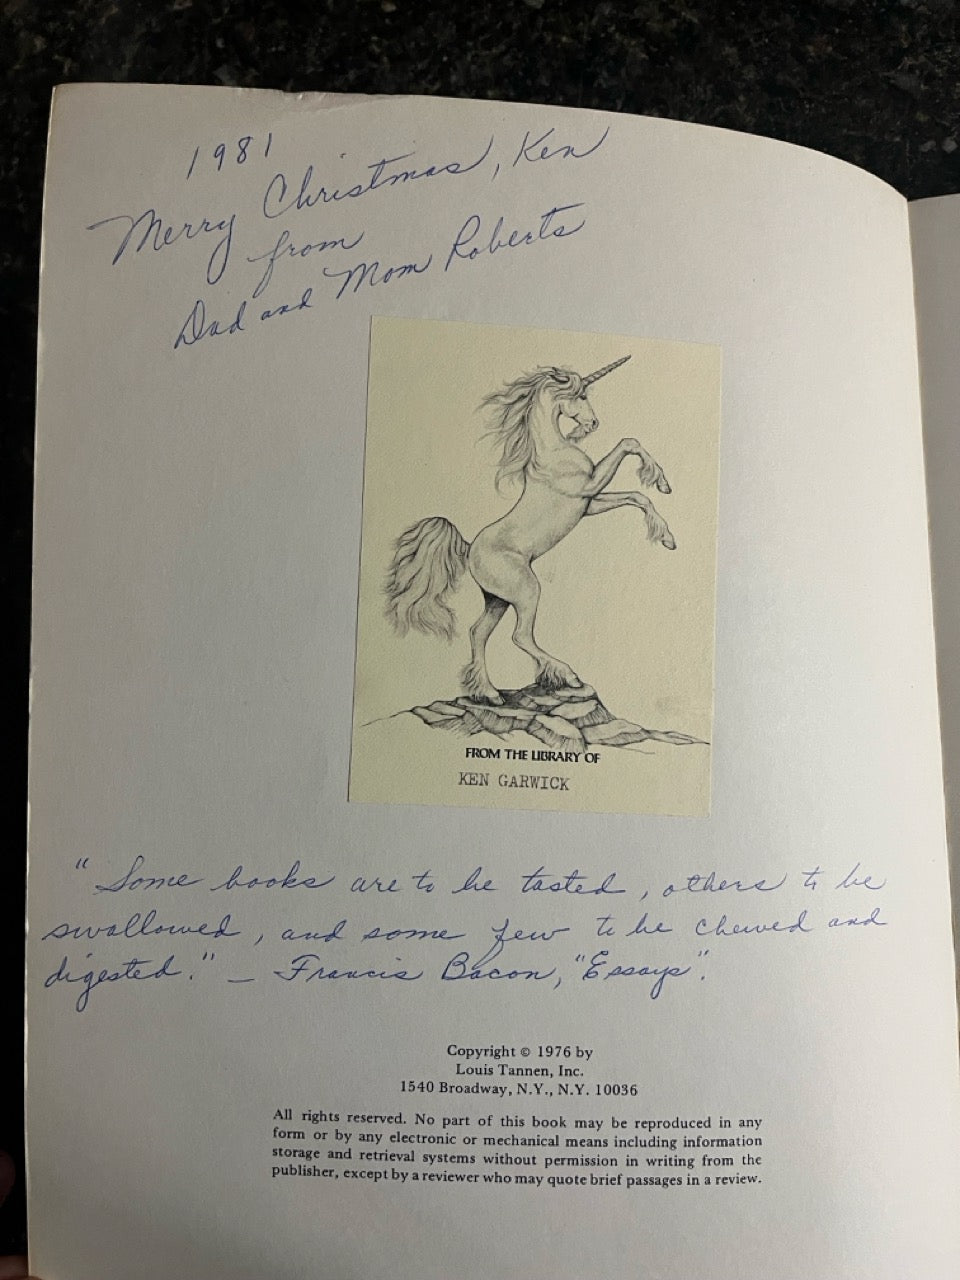 1981
Merry Christmas, Ken
from
Dad and Mom Roberts
FROM THE LIBRARY OF
KEN GARWICK
"Some books are to be tasted, others to be
swallowed, and some few to be chewed and
digested." — Francis Bacon, "Essays".
Copyright © 1976 by
Louis Tannen, Inc.
1540 Broadway, N.Y., N.Y. 10036
All rights reserved. No part of this book may be reproduced in any
form or by any electronic or mechanical means including information
storage and retrieval systems without permission in writing from the
publisher, except by a reviewer who may quote brief passages in a review.